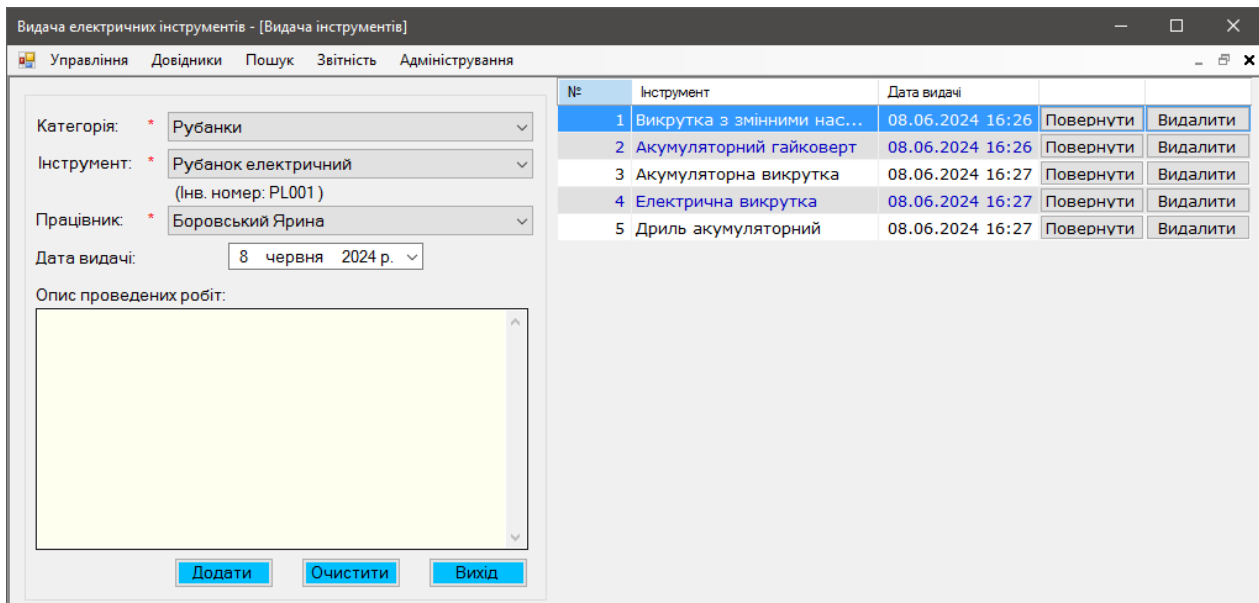 Видача електричних інструментів - [Видача інструментів]
Управління Довідники Пошук Звітність Адміністрування
Категорія: * Рубанки
Інструмент: * Рубанок електричний
(Інв. номер: PL001 )
Працівник: * Боровський Ярина
Дата видачі: 8 червня 2024 р.
Опис проведених робіт:
Додати Очистити Вихід
№ Інструмент Дата видачі
1 Викрутка з змінними нас... 08.06.2024 16:26 Повернути Видалити
2 Акумуляторний гайковерт 08.06.2024 16:26 Повернути Видалити
3 Акумуляторна викрутка 08.06.2024 16:27 Повернути Видалити
4 Електрична викрутка 08.06.2024 16:27 Повернути Видалити
5 Дриль акумуляторний 08.06.2024 16:27 Повернути Видалити